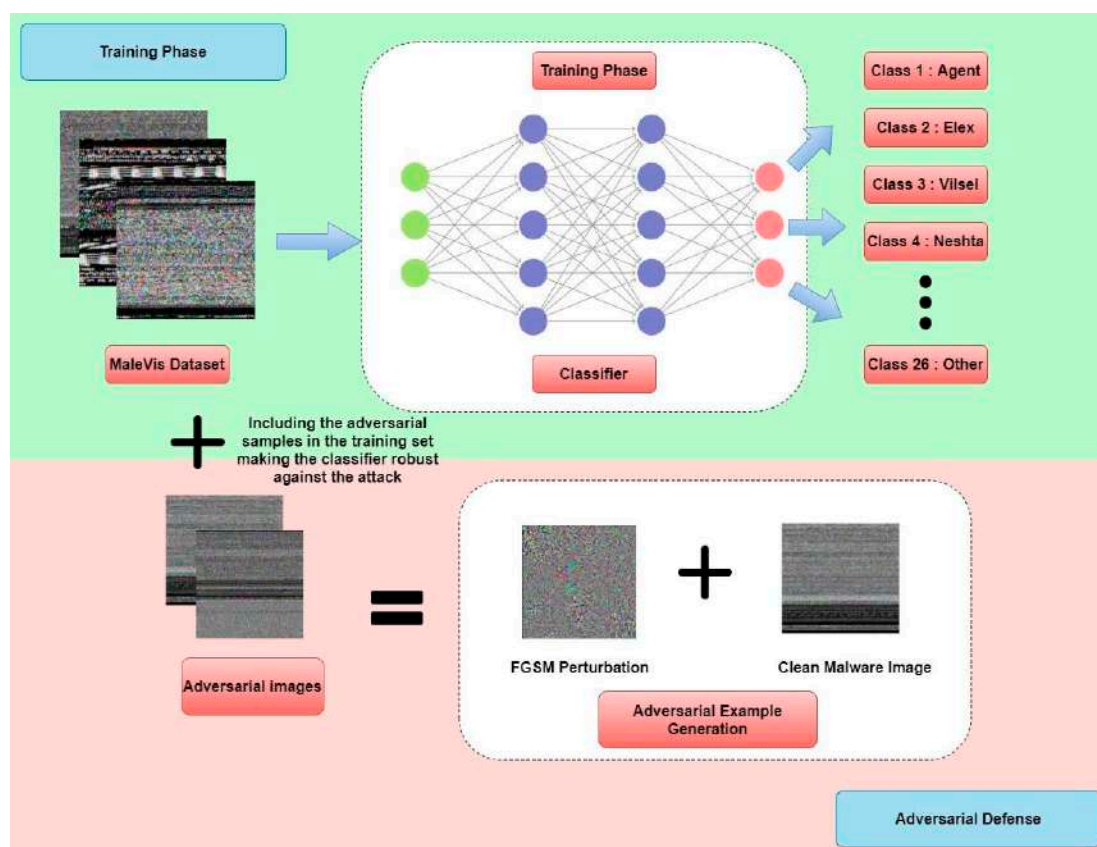 Training Phase
Training Phase
Class 1 : Agent
Class 2 : Elex
Class 3 : Vilsel
Class 4 : Neshta
MaleVis Dataset
Classifier
Class 26 : Other
Including the adversarial
samples in the training set
making the classifier robust
against the attack
FGSM Perturbation
Clean Malware Image
Adversarial images
Adversarial Example
Generation
Adversarial Defense